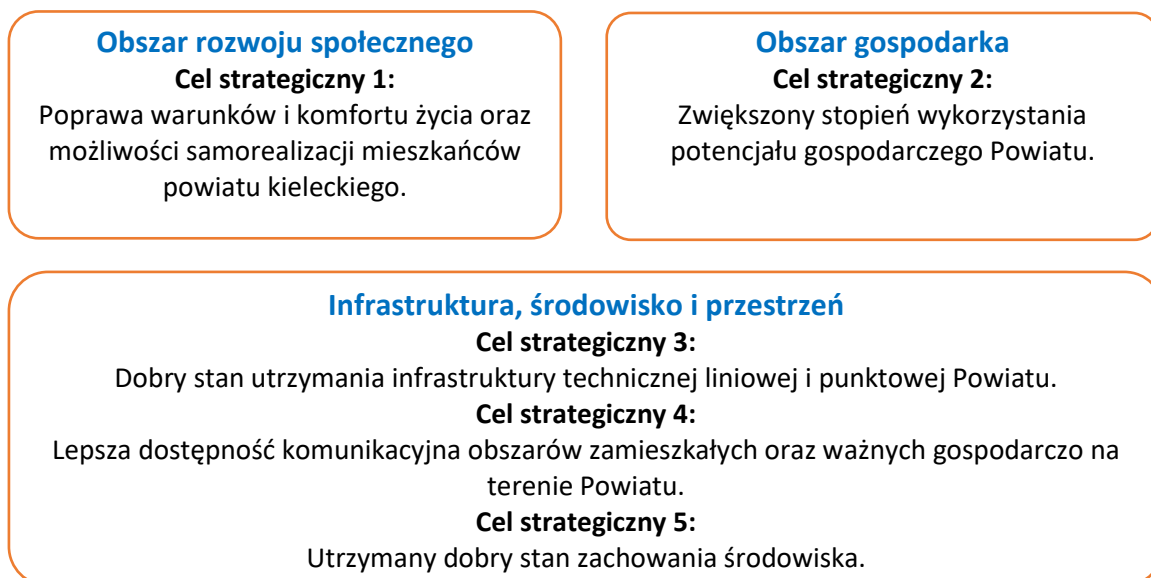 Obszar rozwoju społecznego
Cel strategiczny 1:
Poprawa warunków i komfortu życia oraz
możliwości samorealizacji mieszkańców
powiatu kieleckiego.
Obszar gospodarka
Cel strategiczny 2:
Zwiększony stopień wykorzystania
potencjału gospodarczego Powiatu.
Infrastruktura, środowisko i przestrzeń
Cel strategiczny 3:
Dobry stan utrzymania infrastruktury technicznej liniowej i punktowej Powiatu.
Cel strategiczny 4:
Lepsza dostępność komunikacyjna obszarów zamieszkałych oraz ważnych gospodarczo na
terenie Powiatu.
Cel strategiczny 5:
Utrzymany dobry stan zachowania środowiska.